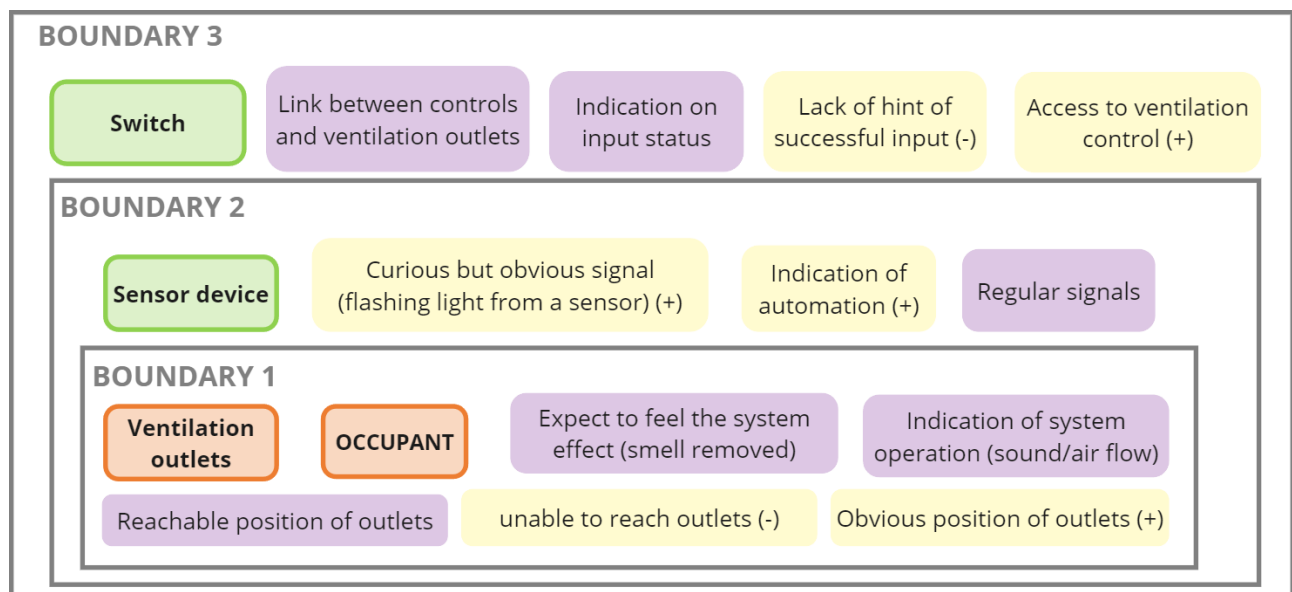 BOUNDARY 3
Switch
Link between controls
and ventilation outlets
Indication on
input status
Lack of hint of
successful input (-)
Access to ventilation
control (+)
BOUNDARY 2
Sensor device
Curious but obvious signal
(flashing light from a sensor) (+)
Indication of
automation (+)
Regular signals
BOUNDARY 1
Ventilation
outlets
OCCUPANT
Expect to feel the system
effect (smell removed)
Indication of system
operation (sound/air flow)
Reachable position of outlets
unable to reach outlets (-)
Obvious position of outlets (+)